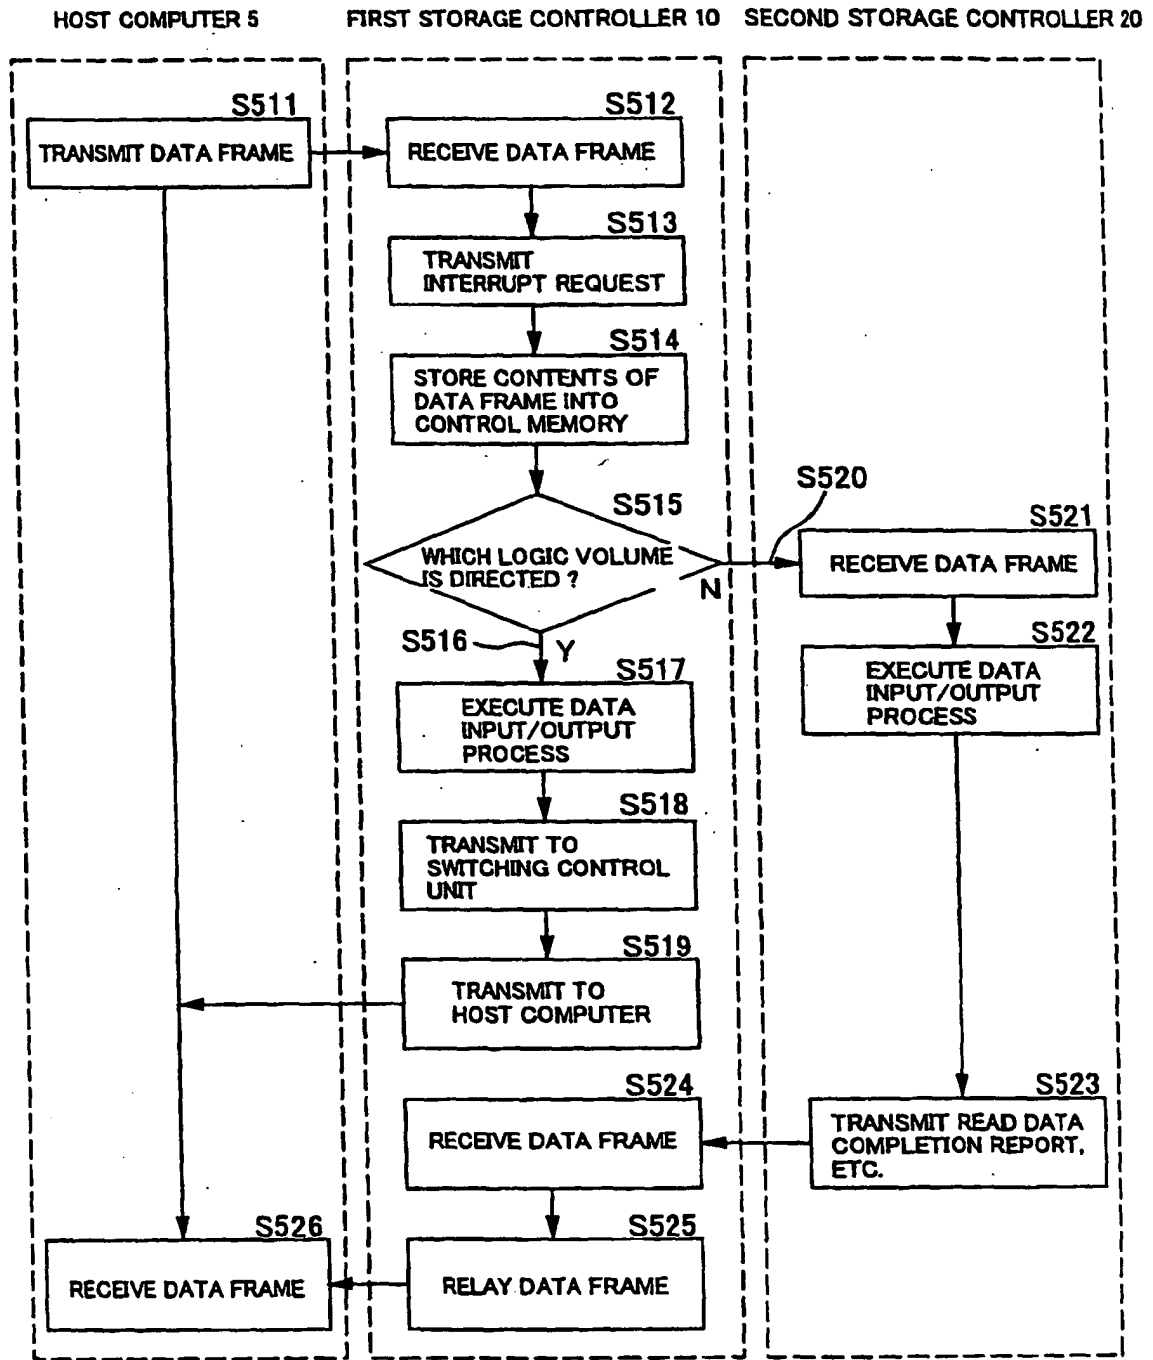 HOST COMPUTER 5
FIRST STORAGE CONTROLLER 10
SECOND STORAGE CONTROLLER 20
S511
TRANSMIT DATA FRAME
S512
RECEIVE DATA FRAME
S513
TRANSMIT
INTERRUPT REQUEST
S514
STORE CONTENTS OF
DATA FRAME INTO
CONTROL MEMORY
S515
WHICH LOGIC VOLUME
IS DIRECTED ?
N
S520
S521
RECEIVE DATA FRAME
S522
EXECUTE DATA
INPUT/OUTPUT
PROCESS
S516
Y
S517
EXECUTE DATA
INPUT/OUTPUT
PROCESS
S518
TRANSMIT TO
SWITCHING CONTROL
UNIT
S519
TRANSMIT TO
HOST COMPUTER
S523
TRANSMIT READ DATA
COMPLETION REPORT,
ETC.
S524
RECEIVE DATA FRAME
S525
RELAY DATA FRAME
S526
RECEIVE DATA FRAME